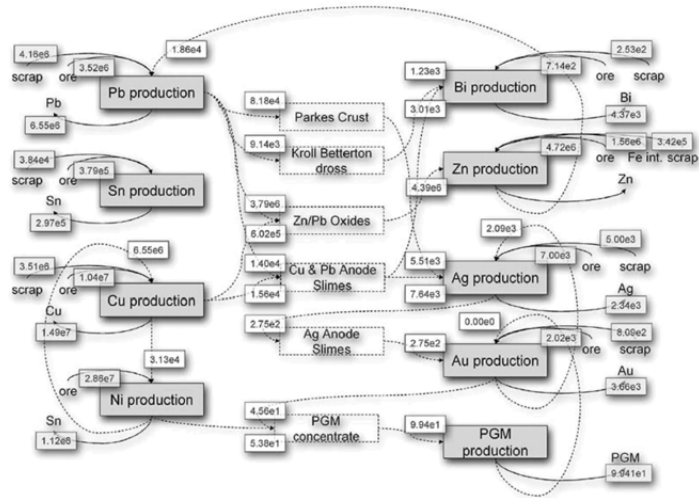 1.86e4
4.16e6
scrap
ore
3.52e6
Pb production
Pb
6.55e6
3.84e4
scrap
ore
3.79e5
Sn production
Sn
2.97e5
6.55e6
3.51e6
scrap
ore
1.04e7
Cu production
Cu
1.49e7
3.13e4
ore
2.86e7
Ni production
Sn
1.12e6
8.18e4
Parkes Crust
9.14e3
Kroll Betterton
dross
3.79e6
Zn/Pb Oxides
6.02e5
1.40e4
Cu & Pb Anode
Slimes
1.56e4
2.75e2
Ag Anode
Slimes
4.56e1
PGM
concentrate
5.38e1
1.23e3
2.53e2
7.14e2
ore
scrap
Bi production
3.01e3
Bi
4.37e3
4.72e6
1.56e6
3.42e5
ore
Fe int. scrap
Zn production
4.39e6
Zn
2.09e3
5.00e3
5.51e3
7.00e3
ore
scrap
Ag production
7.64e3
Ag
2.34e3
0.00e0
8.09e2
2.75e2
2.02e3
ore
scrap
Au production
Au
3.66e3
9.94e1
PGM
production
PGM
9.941e1